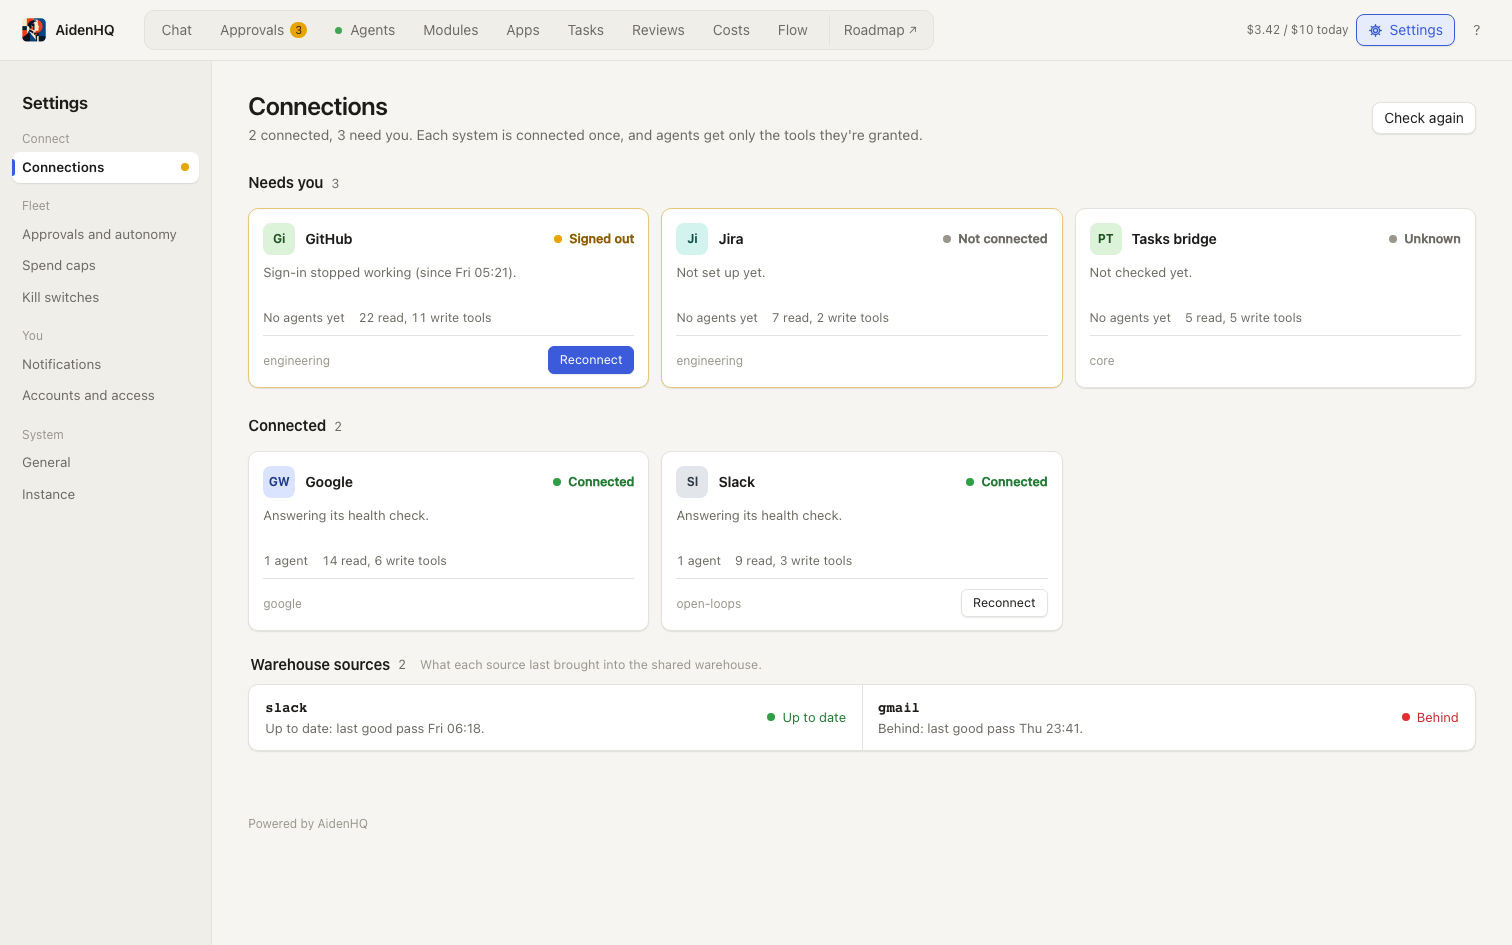 AidenHQ
Chat
Approvals 3
Agents
Modules
Apps
Tasks
Reviews
Costs
Flow
Roadmap ↗
$3.42 / $10 today
Settings
?
Settings
Connect
Connections
Fleet
Approvals and autonomy
Spend caps
Kill switches
You
Notifications
Accounts and access
System
General
Instance
Connections
2 connected, 3 need you. Each system is connected once, and agents get only the tools they're granted.
Check again
Needs you 3
Gi GitHub Signed out
Sign-in stopped working (since Fri 05:21).
No agents yet 22 read, 11 write tools
engineering Reconnect
Ji Jira Not connected
Not set up yet.
No agents yet 7 read, 2 write tools
engineering
PT Tasks bridge Unknown
Not checked yet.
No agents yet 5 read, 5 write tools
core
Connected 2
GW Google Connected
Answering its health check.
1 agent 14 read, 6 write tools
google
Sl Slack Connected
Answering its health check.
1 agent 9 read, 3 write tools
open-loops Reconnect
Warehouse sources 2 What each source last brought into the shared warehouse.
slack
Up to date: last good pass Fri 06:18.
Up to date
gmail
Behind: last good pass Thu 23:41.
Behind
Powered by AidenHQ